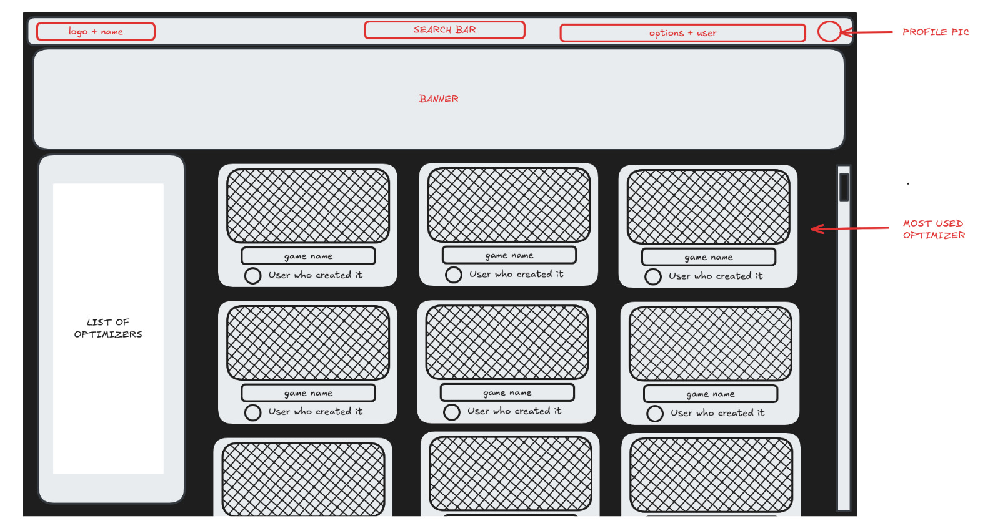 logo + name
SEARCH BAR
options + user
PROFILE PIC
BANNER
LIST OF
OPTIMIZERS
game name
User who created it
game name
User who created it
game name
User who created it
MOST USED
OPTIMIZER
game name
User who created it
game name
User who created it
game name
User who created it